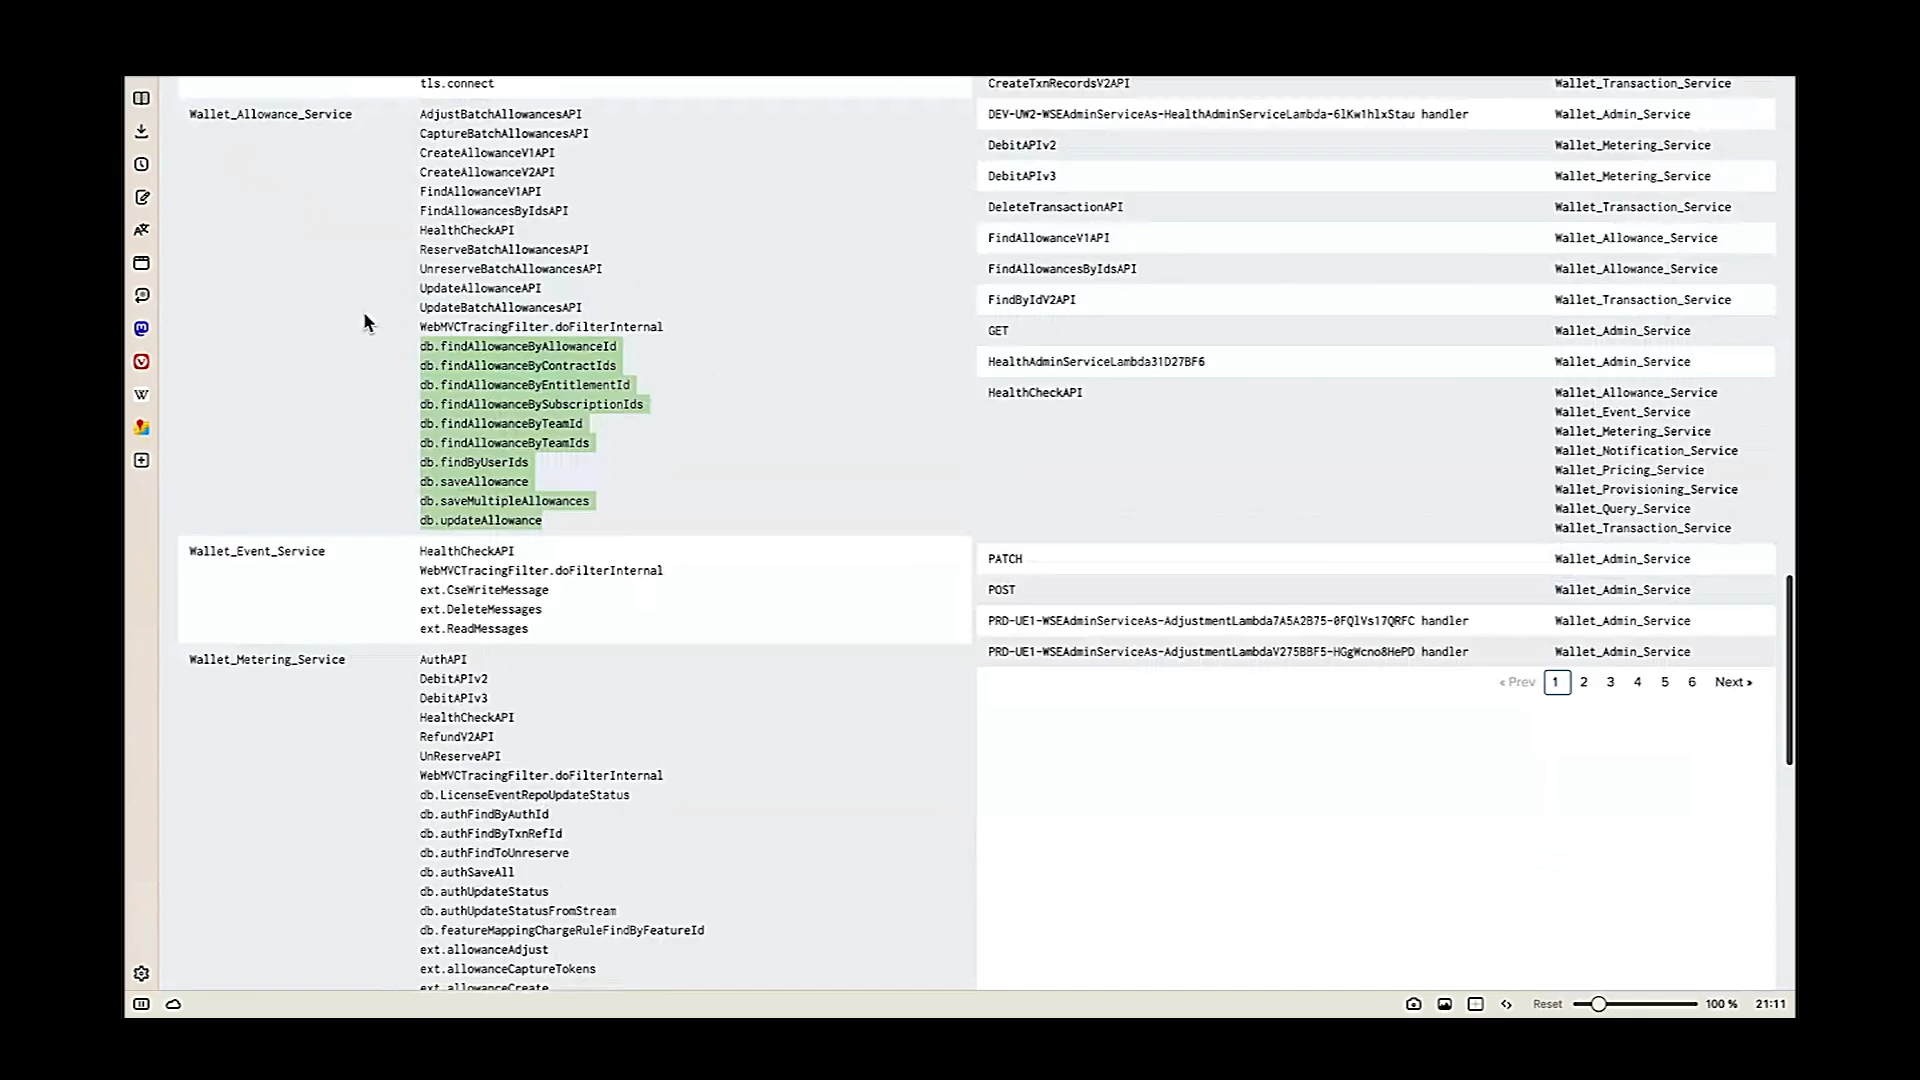 tls.connect
Wallet_Allowance_Service
AdjustBatchAllowancesAPI
CaptureBatchAllowancesAPI
CreateAllowanceV1API
CreateAllowanceV2API
FindAllowanceV1API
FindAllowancesByIdsAPI
HealthCheckAPI
ReserveBatchAllowancesAPI
UnreserveBatchAllowancesAPI
UpdateAllowanceAPI
UpdateBatchAllowancesAPI
WebMVCTracingFilter.doFilterInternal
db.findAllowanceByAllowanceId
db.findAllowanceByContractIds
db.findAllowanceByEntitlementId
db.findAllowanceBySubscriptionIds
db.findAllowanceByTeamId
db.findAllowanceByTeamIds
db.findByUserIds
db.saveAllowance
db.saveMultipleAllowances
db.updateAllowance
Wallet_Event_Service
HealthCheckAPI
WebMVCTracingFilter.doFilterInternal
ext.CseWriteMessage
ext.DeleteMessages
ext.ReadMessages
Wallet_Metering_Service
AuthAPI
DebitAPIv2
DebitAPIv3
HealthCheckAPI
RefundV2API
UnReserveAPI
WebMVCTracingFilter.doFilterInternal
db.LicenseEventRepoUpdateStatus
db.authFindByAuthId
db.authFindByTxnRefId
db.authFindToUnreserve
db.authSaveAll
db.authUpdateStatus
db.authUpdateStatusFromStream
db.featureMappingChargeRuleFindByFeatureId
ext.allowanceAdjust
ext.allowanceCaptureTokens
ext.allowanceCreate
CreateTxnRecordsV2API Wallet_Transaction_Service
DEV-UW2-WSEAdminServiceAs-HealthAdminServiceLambda-6lKw1hlxStau handler Wallet_Admin_Service
DebitAPIv2 Wallet_Metering_Service
DebitAPIv3 Wallet_Metering_Service
DeleteTransactionAPI Wallet_Transaction_Service
FindAllowanceV1API Wallet_Allowance_Service
FindAllowancesByIdsAPI Wallet_Allowance_Service
FindByIdV2API Wallet_Transaction_Service
GET Wallet_Admin_Service
HealthAdminServiceLambda31D27BF6 Wallet_Admin_Service
HealthCheckAPI Wallet_Allowance_Service
Wallet_Event_Service
Wallet_Metering_Service
Wallet_Notification_Service
Wallet_Pricing_Service
Wallet_Provisioning_Service
Wallet_Query_Service
Wallet_Transaction_Service
PATCH Wallet_Admin_Service
POST Wallet_Admin_Service
PRD-UE1-WSEAdminServiceAs-AdjustmentLambda7A5A2B75-0FQlVs17QRFC handler Wallet_Admin_Service
PRD-UE1-WSEAdminServiceAs-AdjustmentLambdaV275BBF5-HGgWcno8HePD handler Wallet_Admin_Service
« Prev 1 2 3 4 5 6 Next »
Reset 100 % 21:11